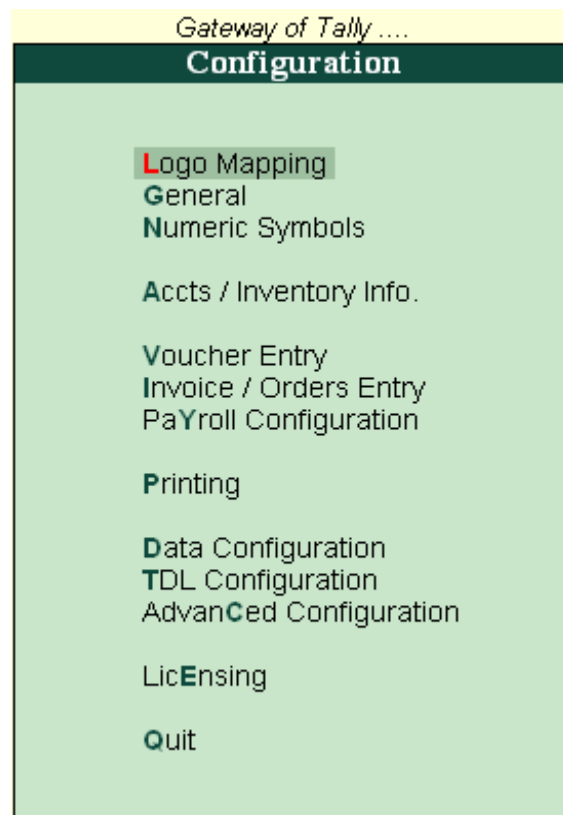 Gateway of Tally ....
Configuration
Logo Mapping
General
Numeric Symbols
Accts / Inventory Info.
Voucher Entry
Invoice / Orders Entry
PaYroll Configuration
Printing
Data Configuration
TDL Configuration
AdvanCed Configuration
LicEnsing
Quit